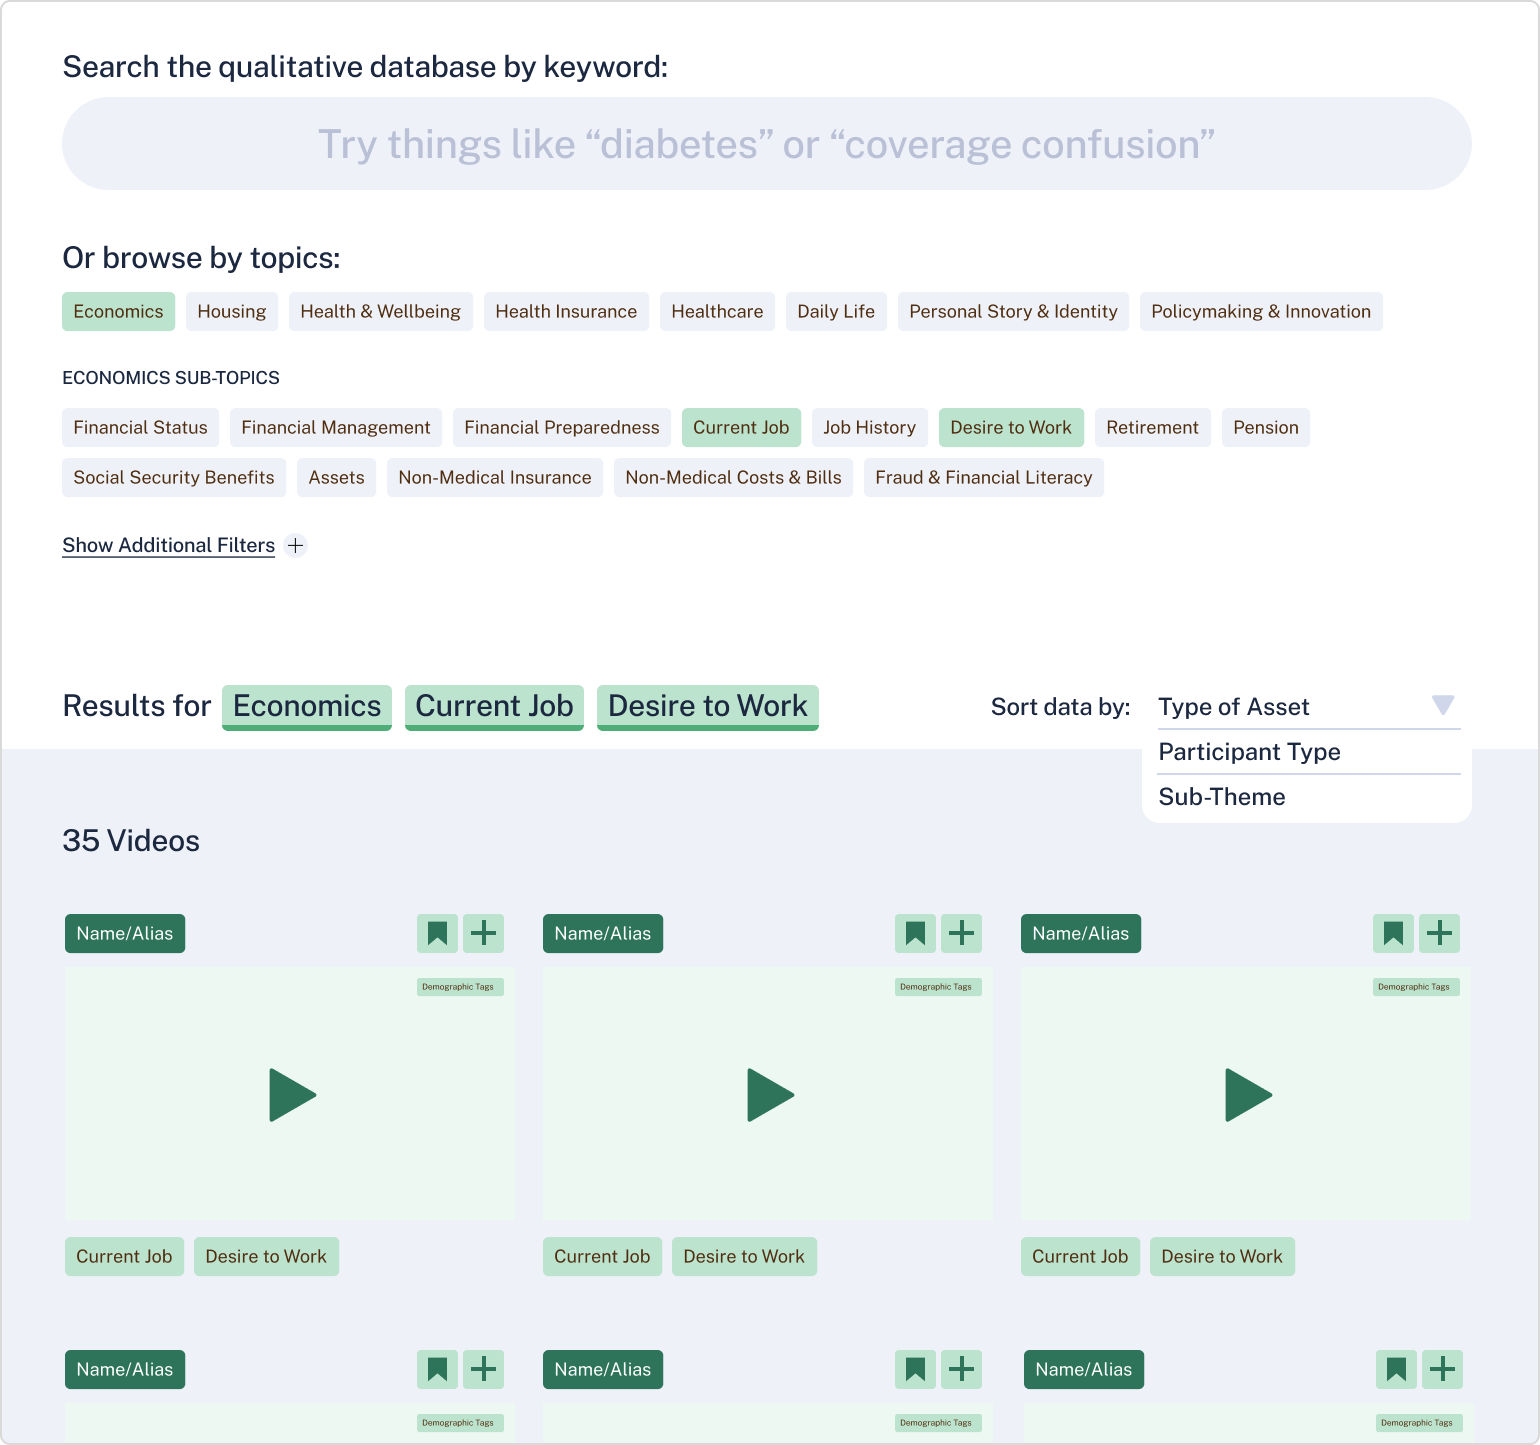 Search the qualitative database by keyword:
Try things like “diabetes” or “coverage confusion”
Or browse by topics:
Economics Housing Health & Wellbeing Health Insurance Healthcare Daily Life Personal Story & Identity Policymaking & Innovation
ECONOMICS SUB-TOPICS
Financial Status Financial Management Financial Preparedness Current Job Job History Desire to Work Retirement Pension
Social Security Benefits Assets Non-Medical Insurance Non-Medical Costs & Bills Fraud & Financial Literacy
Show Additional Filters
Results for Economics Current Job Desire to Work Sort data by: Type of Asset
Participant Type
Sub-Theme
35 Videos
Name/Alias Name/Alias Name/Alias
Demographic Tags Demographic Tags Demographic Tags
Current Job Desire to Work Current Job Desire to Work Current Job Desire to Work
Name/Alias Name/Alias Name/Alias
Demographic Tags Demographic Tags Demographic Tags